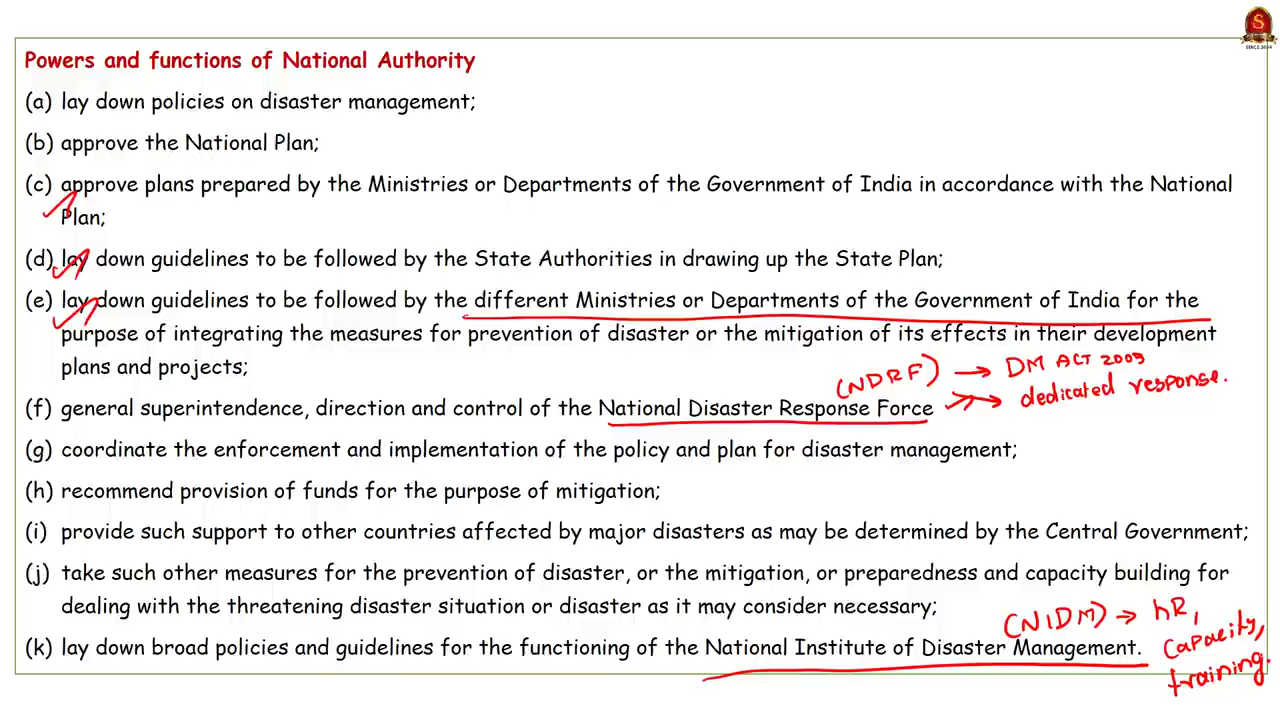 S
SINCE 2004
Powers and functions of National Authority
(a) lay down policies on disaster management;
(b) approve the National Plan;
(c) approve plans prepared by the Ministries or Departments of the Government of India in accordance with the National
Plan;
(d) lay down guidelines to be followed by the State Authorities in drawing up the State Plan;
(e) lay down guidelines to be followed by the different Ministries or Departments of the Government of India for the
purpose of integrating the measures for prevention of disaster or the mitigation of its effects in their development
plans and projects;
(NDRF) → DM ACT 2005
(f) general superintendence, direction and control of the National Disaster Response Force → dedicated response.
(g) coordinate the enforcement and implementation of the policy and plan for disaster management;
(h) recommend provision of funds for the purpose of mitigation;
(i) provide such support to other countries affected by major disasters as may be determined by the Central Government;
(j) take such other measures for the prevention of disaster, or the mitigation, or preparedness and capacity building for
dealing with the threatening disaster situation or disaster as it may consider necessary;
(NIDM) → hR,
(k) lay down broad policies and guidelines for the functioning of the National Institute of Disaster Management.
Capacity,
training.